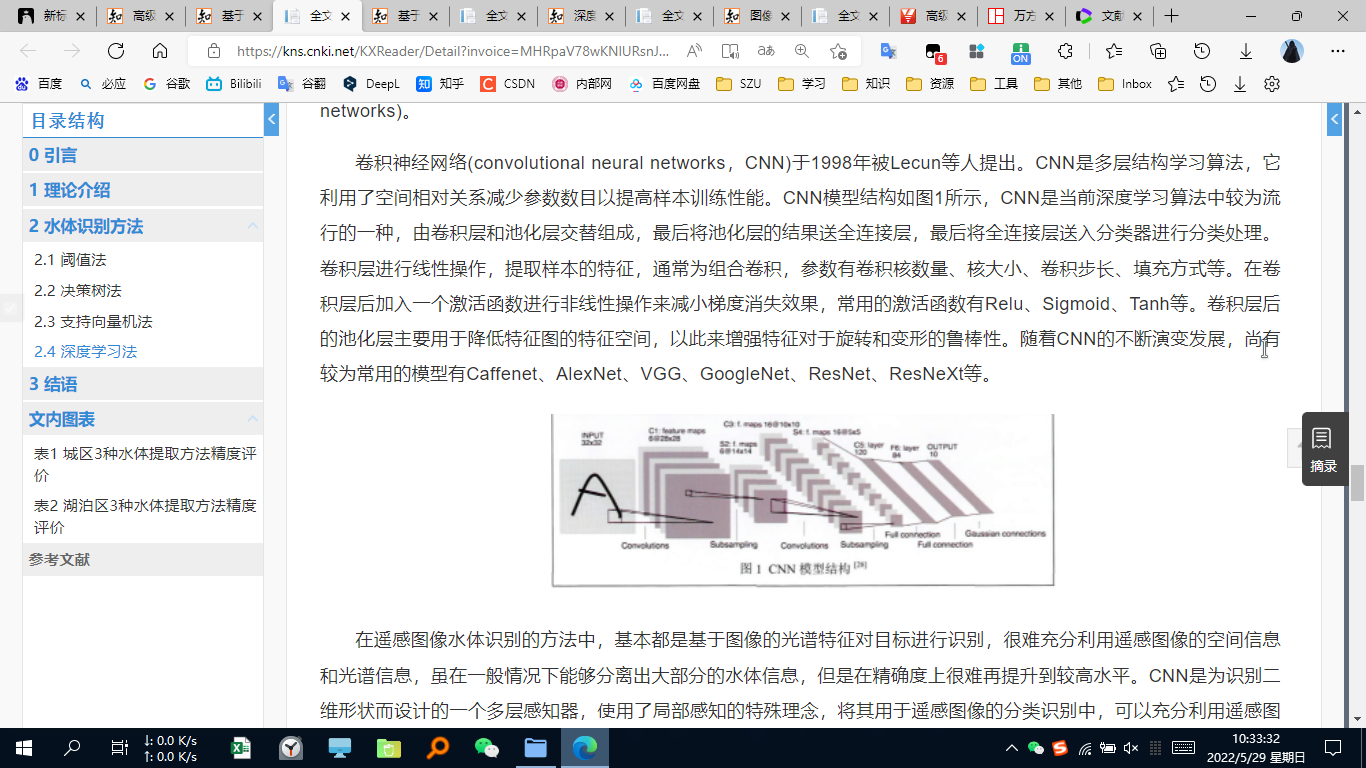 新标
高级
基于
全文
基于
全文
深度
全文
图像
全文
高级
万方
文献
https://kns.cnki.net/KXReader/Detail?invoice=MHRpaV78wKNIURsnJ...
6
ON
百度
必应
谷歌
Bilibili
谷翻
DeepL
知乎
CSDN
内部网
百度网盘
SZU
学习
知识
资源
工具
其他
Inbox
目录结构
0 引言
1 理论介绍
2 水体识别方法
2.1 阈值法
2.2 决策树法
2.3 支持向量机法
2.4 深度学习法
3 结语
文内图表
表1 城区3种水体提取方法精度评
价
表2 湖泊区3种水体提取方法精度
评价
参考文献
networks)。
卷积神经网络(convolutional neural networks，CNN)于1998年被Lecun等人提出。CNN是多层结构学习算法，它
利用了空间相对关系减少参数数目以提高样本训练性能。CNN模型结构如图1所示，CNN是当前深度学习算法中较为流
行的一种，由卷积层和池化层交替组成，最后将池化层的结果送全连接层，最后将全连接层送入分类器进行分类处理。
卷积层进行线性操作，提取样本的特征，通常为组合卷积，参数有卷积核数量、核大小、卷积步长、填充方式等。在卷
积层后加入一个激活函数进行非线性操作来减小梯度消失效果，常用的激活函数有Relu、Sigmoid、Tanh等。卷积层后
的池化层主要用于降低特征图的特征空间，以此来增强特征对于旋转和变形的鲁棒性。随着CNN的不断演变发展，尚有
较为常用的模型有Caffenet、AlexNet、VGG、GoogleNet、ResNet、ResNeXt等。
INPUT
32x32
C1: feature maps
6@28x28
S2: f. maps
6@14x14
C3: f. maps 16@10x10
S4: f. maps 16@5x5
C5: layer
120
F6: layer
84
OUTPUT
10
Convolutions
Subsampling
Convolutions
Subsampling
Full connection
Full connection
Gaussian connections
图 1 CNN 模型结构 [28]
在遥感图像水体识别的方法中，基本都是基于图像的光谱特征对目标进行识别，很难充分利用遥感图像的空间信息
和光谱信息，虽在一般情况下能够分离出大部分的水体信息，但是在精确度上很难再提升到较高水平。CNN是为识别二
维形状而设计的一个多层感知器，使用了局部感知的特殊理念，将其用于遥感图像的分类识别中，可以充分利用遥感图
摘录
↓: 0.0 K/s
↑: 0.0 K/s
10:33:32
2022/5/29 星期日